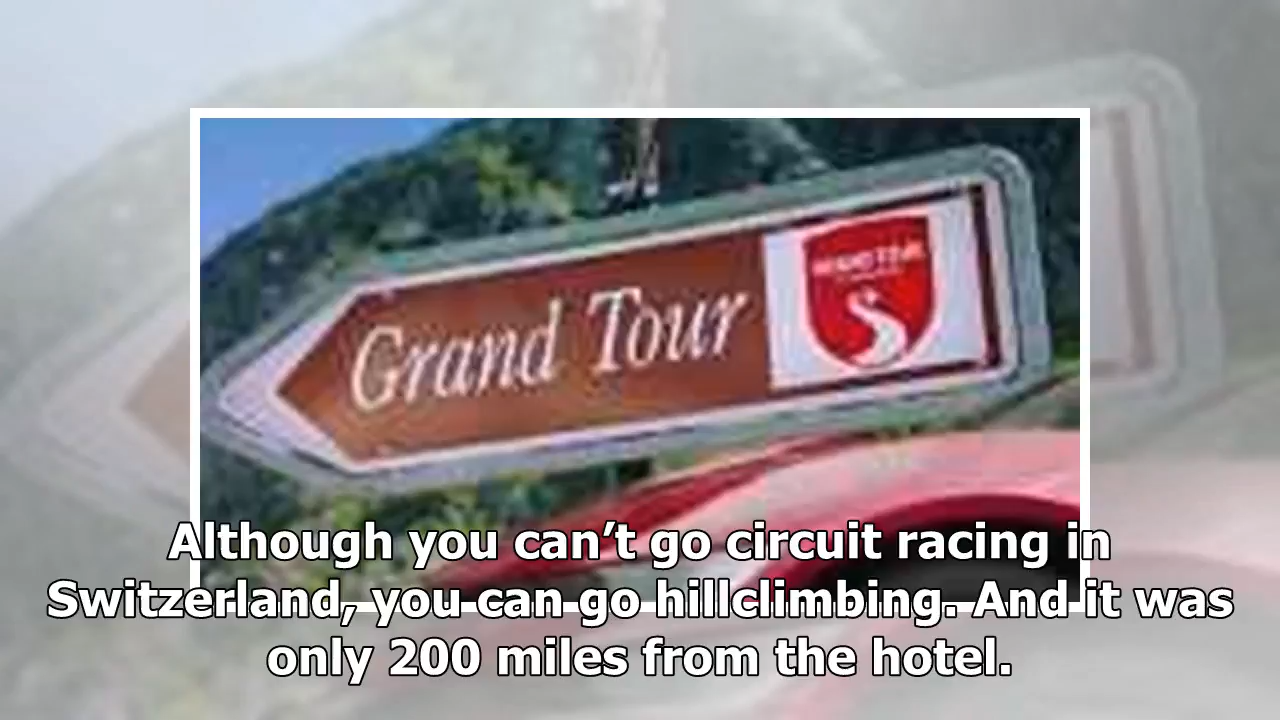 Grand Tour
Although you can’t go circuit racing in
Switzerland, you can go hillclimbing. And it was
only 200 miles from the hotel.